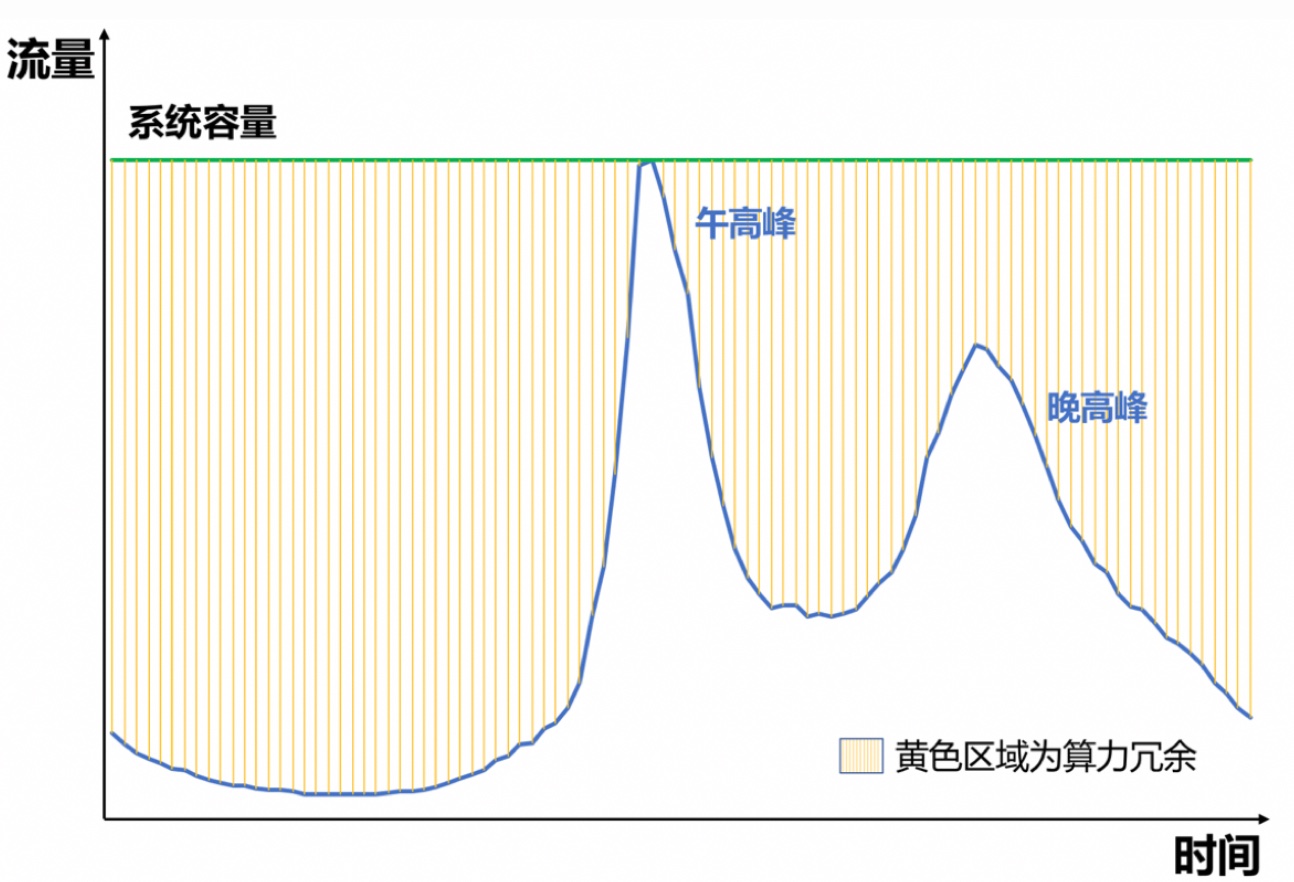 流量
系统容量
午高峰
晚高峰
黄色区域为算力冗余
时间